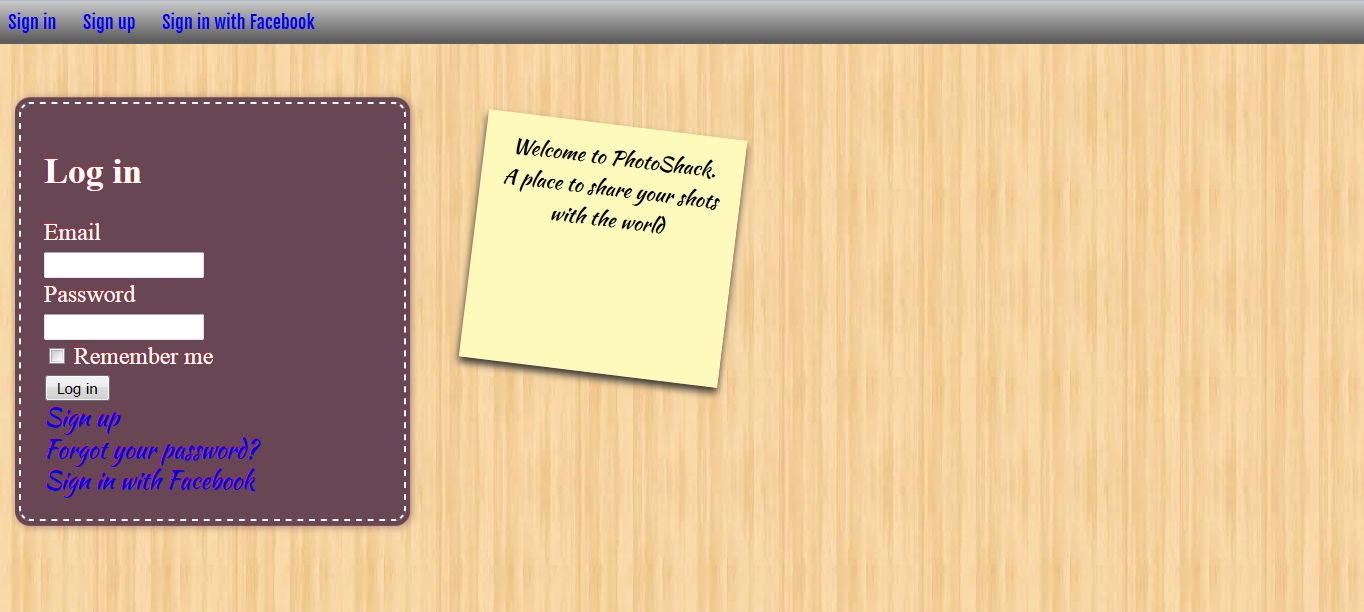 Sign in Sign up Sign in with Facebook
Log in
Email
Password
Remember me
Log in
Sign up
Forgot your password?
Sign in with Facebook
Welcome to PhotoShack.
A place to share your shots
with the world